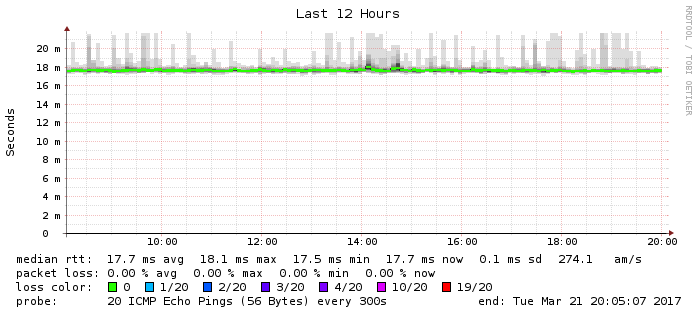 Last 12 Hours
RRDTOOL / TOBI OETIKER
Seconds
20 m
18 m
16 m
14 m
12 m
10 m
8 m
6 m
4 m
2 m
0
10:00 12:00 14:00 16:00 18:00 20:00
median rtt: 17.7 ms avg 18.1 ms max 17.5 ms min 17.7 ms now 0.1 ms sd 274.1 am/s
packet loss: 0.00 % avg 0.00 % max 0.00 % min 0.00 % now
loss color: 0 1/20 2/20 3/20 4/20 10/20 19/20
probe: 20 ICMP Echo Pings (56 Bytes) every 300s end: Tue Mar 21 20:05:07 2017